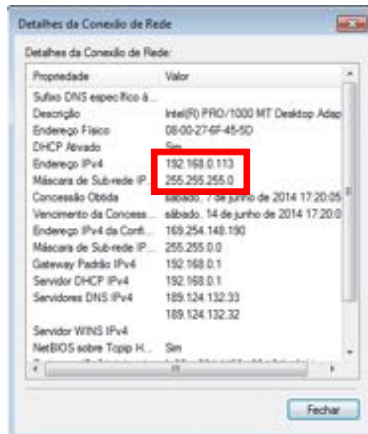 Detalhes da Conexão de Rede
Detalhes da Conexão de Rede:
Propriedade Valor
Sufixo DNS específico à...
Descrição Intel(R) PRO/1000 MT Desktop Adap
Endereço Físico 08-00-27-6F-45-5D
DHCP Ativado Sim
Endereço IPv4 192.168.0.113
Máscara de Sub-rede IP... 255.255.255.0
Concessão Obtida sábado, 7 de junho de 2014 17:20:05
Vencimento da Concess... sábado, 14 de junho de 2014 17:20:0
Endereço IPv4 da Confi... 169.254.148.190
Máscara de Sub-rede IP... 255.255.0.0
Gateway Padrão IPv4 192.168.0.1
Servidor DHCP IPv4 192.168.0.1
Servidores DNS IPv4 189.124.132.33
189.124.132.32
Servidor WINS IPv4
NetBIOS sobre Tcpip H... Sim
Fechar